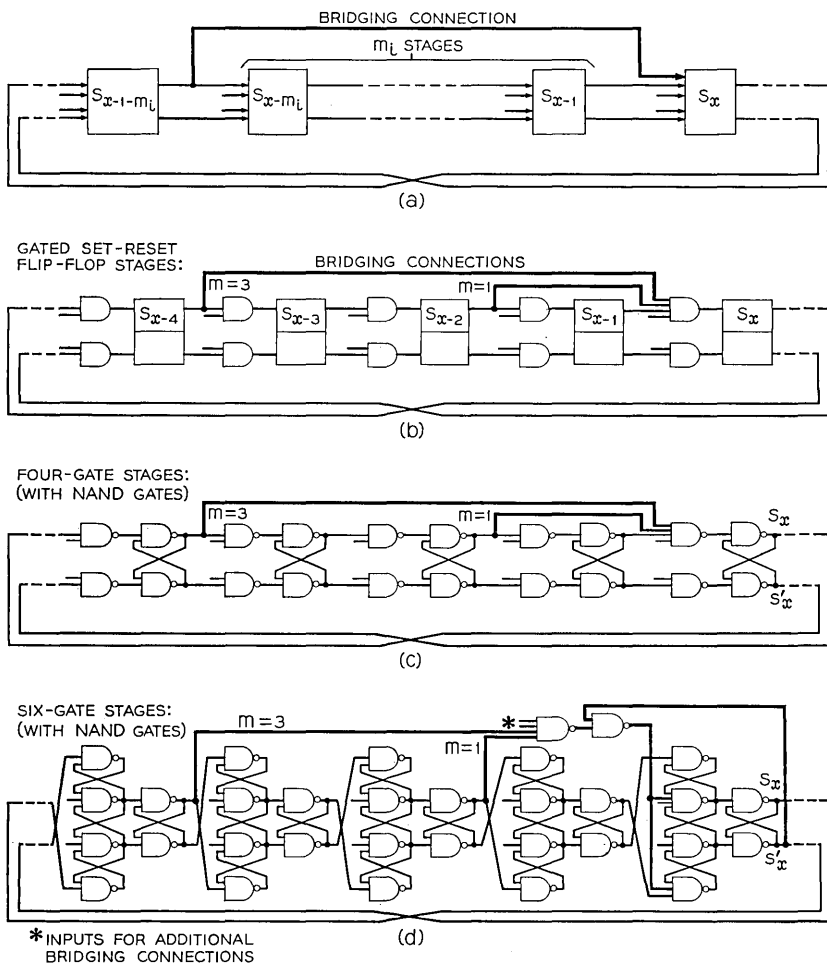 BRIDGING CONNECTION
mi STAGES
Sx-1-mi
Sx-mi
Sx-1
Sx
(a)
GATED SET-RESET
FLIP-FLOP STAGES:
BRIDGING CONNECTIONS
m=3
m=1
Sx-4
Sx-3
Sx-2
Sx-1
Sx
(b)
FOUR-GATE STAGES:
(WITH NAND GATES)
m=3
m=1
Sx
S'x
(c)
SIX-GATE STAGES:
(WITH NAND GATES)
m=3
*
m=1
Sx
S'x
*INPUTS FOR ADDITIONAL
BRIDGING CONNECTIONS
(d)